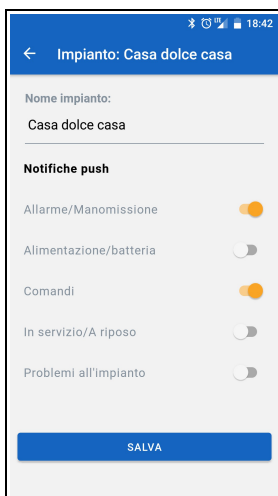 18:42
Impianto: Casa dolce casa
Nome impianto:
Casa dolce casa
Notifiche push
Allarme/Manomissione
Alimentazione/batteria
Comandi
In servizio/A riposo
Problemi all'impianto
SALVA